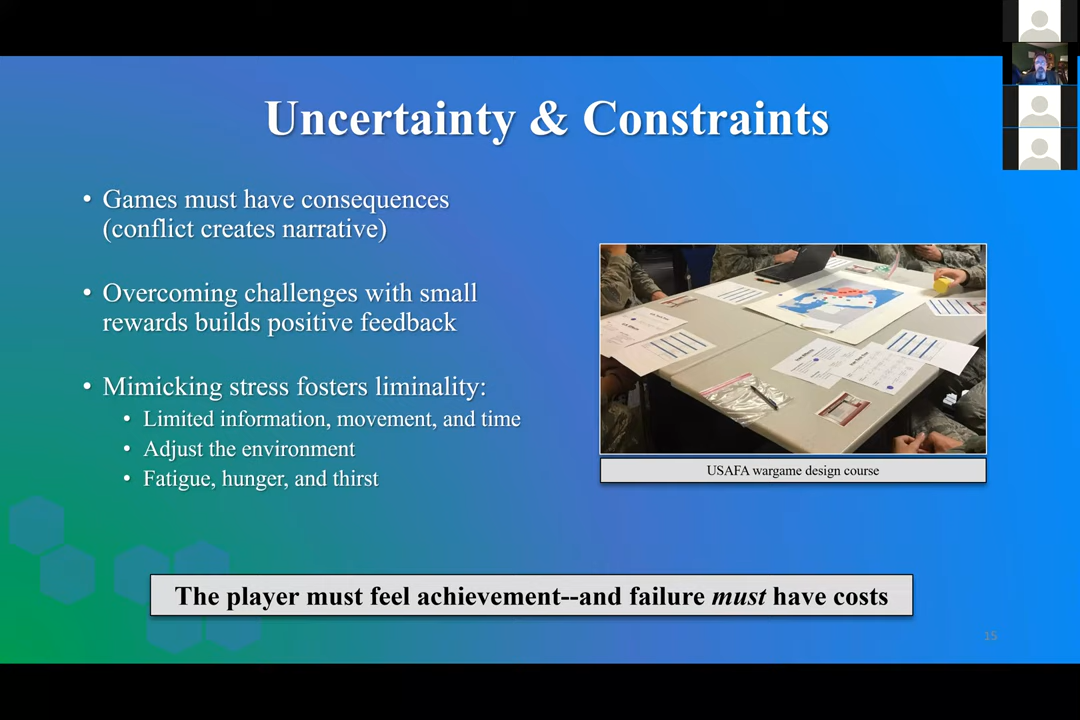 Uncertainty & Constraints
• Games must have consequences
(conflict creates narrative)
• Overcoming challenges with small
rewards builds positive feedback
• Mimicking stress fosters liminality:
• Limited information, movement, and time
• Adjust the environment
• Fatigue, hunger, and thirst
USAFA wargame design course
The player must feel achievement--and failure must have costs
15